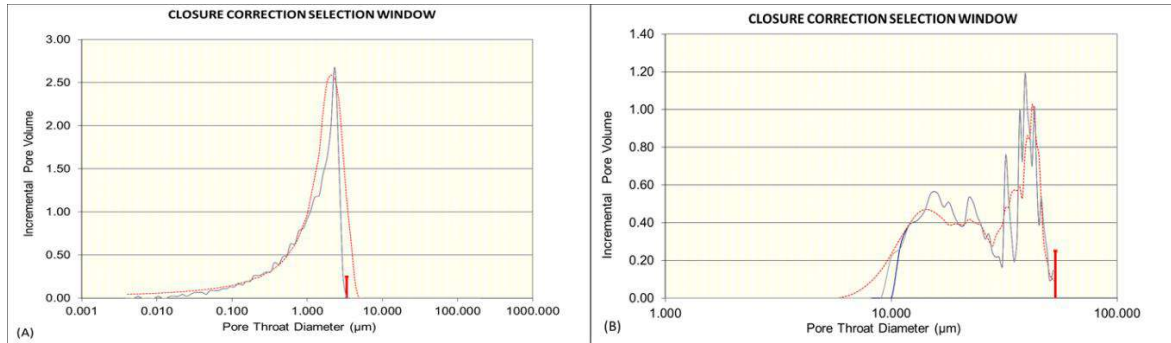 CLOSURE CORRECTION SELECTION WINDOW
3.00
2.50
2.00
1.50
1.00
0.50
0.00
Incremental Pore Volume
0.001 0.010 0.100 1.000 10.000 100.000 1000.000
Pore Throat Diameter (µm)
(A)
CLOSURE CORRECTION SELECTION WINDOW
1.40
1.20
1.00
0.80
0.60
0.40
0.20
0.00
Incremental Pore Volume
1.000 10.000 100.000
Pore Throat Diameter (µm)
(B)